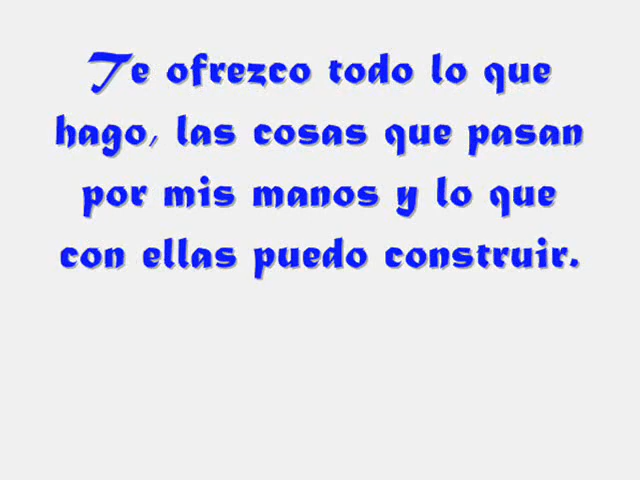 Te ofrezco todo lo que
hago, las cosas que pasan
por mis manos y lo que
con ellas puedo construir.